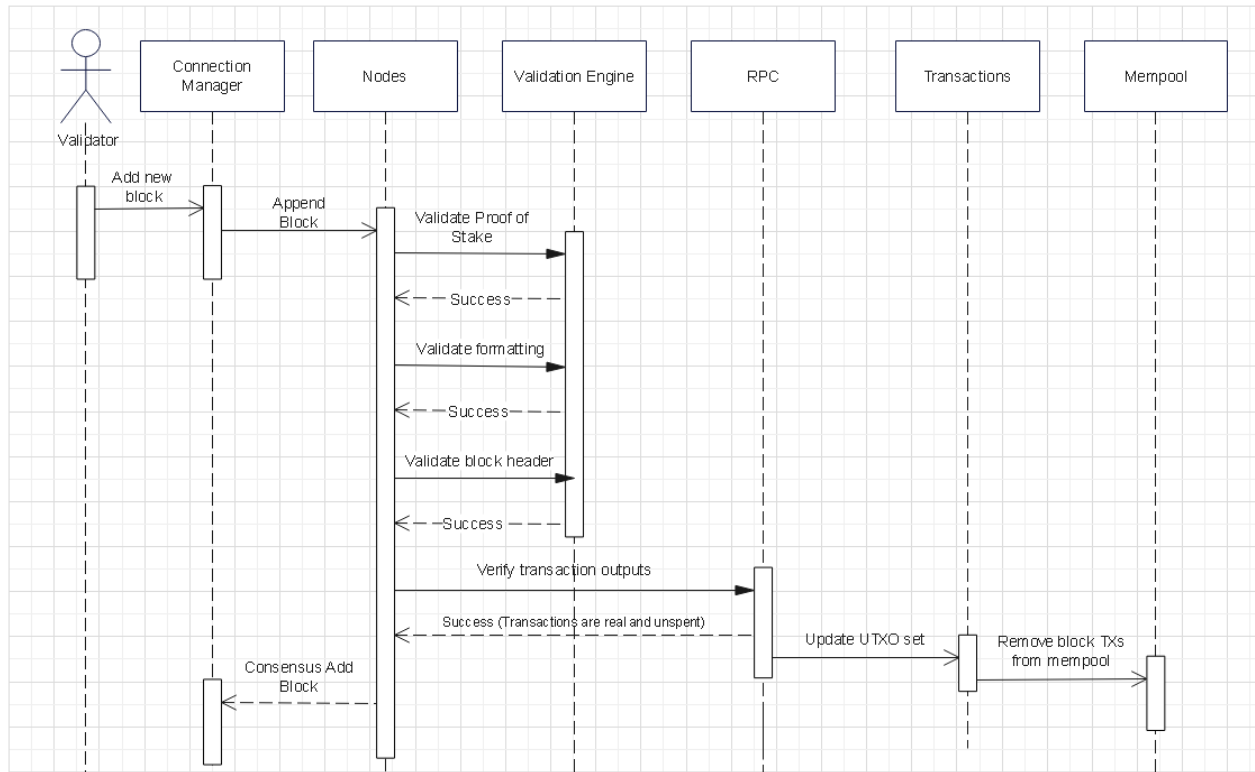 Connection
Manager
Nodes
Validation Engine
RPC
Transactions
Mempool
Validator
Add new
block
Append
Block
Validate Proof of
Stake
Success
Validate formatting
Success
Validate block header
Success
Verify transaction outputs
Success (Transactions are real and unspent)
Update UTXO set
Remove block TXs
from mempool
Consensus Add
Block